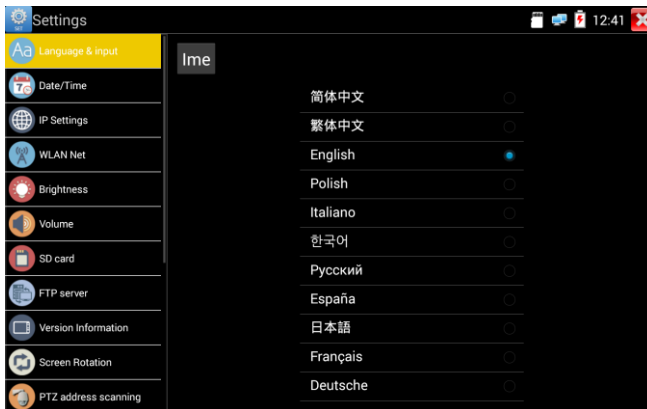 Settings
12:41
SET
Language & input
Date/Time
IP Settings
WLAN Net
Brightness
Volume
SD card
FTP server
Version Information
Screen Rotation
PTZ address scanning
Ime
简体中文
繁体中文
English
Polish
Italiano
한국어
Русский
España
日本語
Français
Deutsche